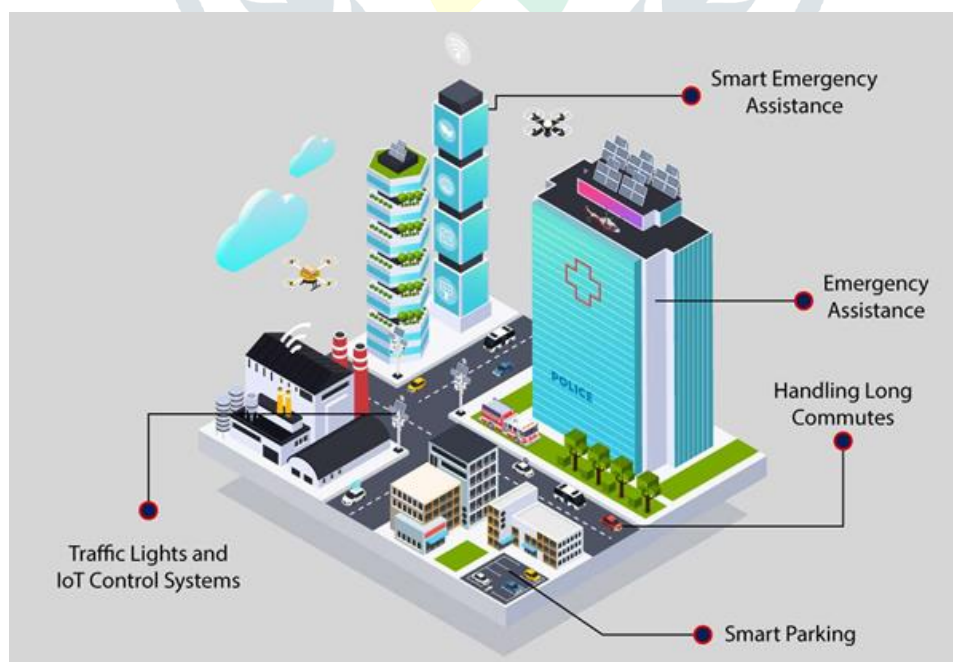 Smart Emergency
Assistance
Emergency
Assistance
POLICE
Handling Long
Commutes
Traffic Lights and
IoT Control Systems
Smart Parking